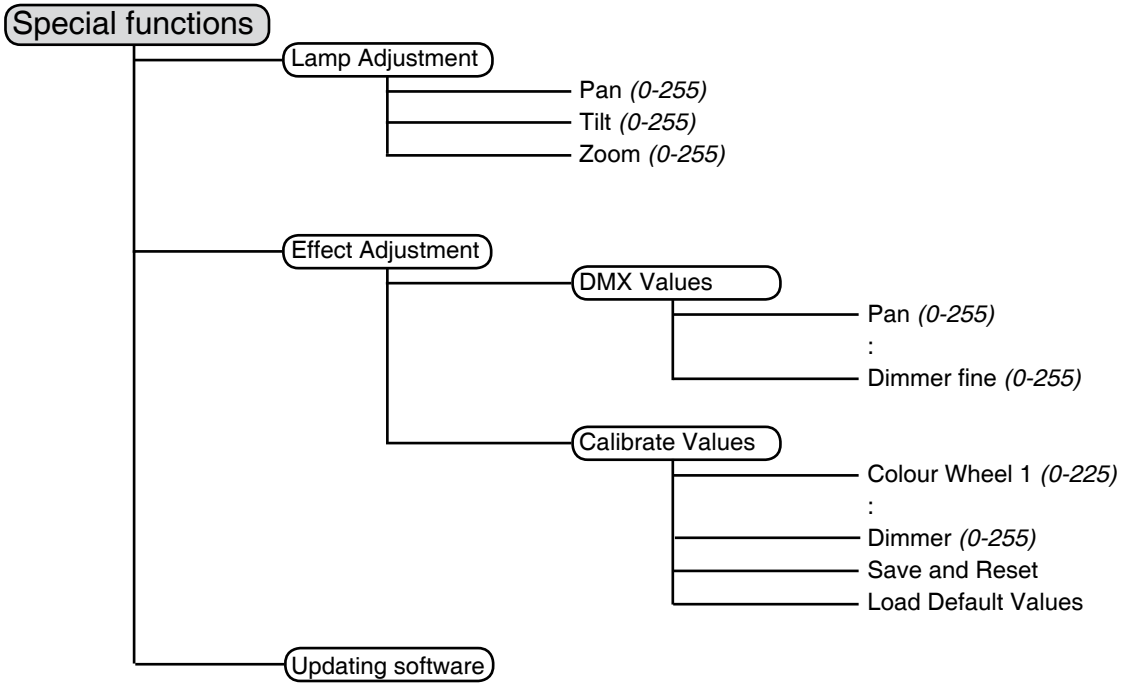 Special functions
Lamp Adjustment
Pan (0-255)
Tilt (0-255)
Zoom (0-255)
Effect Adjustment
DMX Values
Pan (0-255)
:
Dimmer fine (0-255)
Calibrate Values
Colour Wheel 1 (0-225)
:
Dimmer (0-255)
Save and Reset
Load Default Values
Updating software